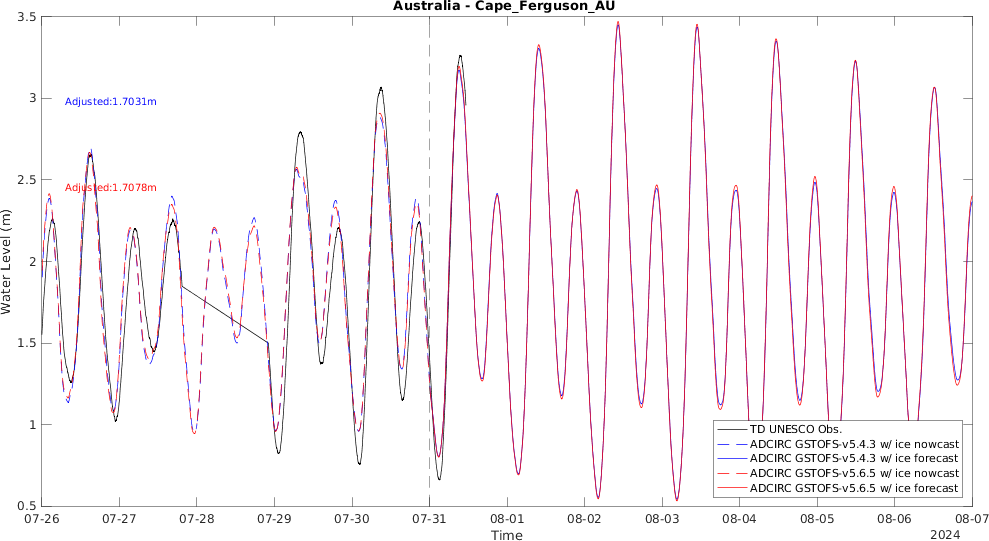 Australia - Cape_Ferguson_AU
3.5
3
2.5
2
1.5
1
0.5
Water Level (m)
Adjusted:1.7031m
Adjusted:1.7078m
TD UNESCO Obs.
ADCIRC GSTOFS-v5.4.3 w/ ice nowcast
ADCIRC GSTOFS-v5.4.3 w/ ice forecast
ADCIRC GSTOFS-v5.6.5 w/ ice nowcast
ADCIRC GSTOFS-v5.6.5 w/ ice forecast
07-26 07-27 07-28 07-29 07-30 07-31 08-01 08-02 08-03 08-04 08-05 08-06 08-07
Time
2024